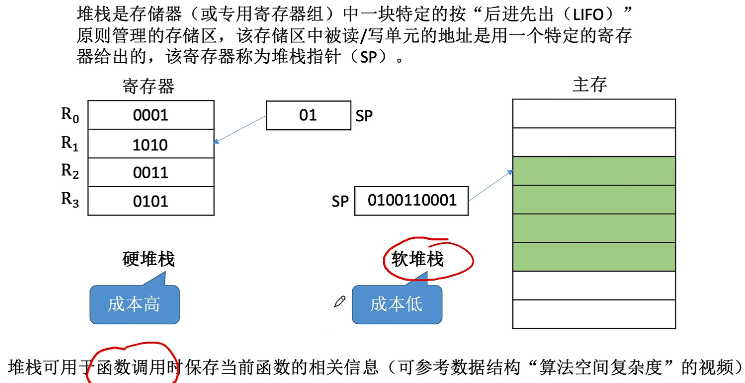 堆栈是存储器（或专用寄存器组）中一块特定的按“后进先出（LIFO）”
原则管理的存储区，该存储区中被读/写单元的地址是用一个特定的寄存
器给出的，该寄存器称为堆栈指针（SP）。
寄存器
主存
R0 0001
01 SP
R1 1010
R2 0011
R3 0101
SP 0100110001
硬堆栈
软堆栈
成本高
成本低
堆栈可用于函数调用时保存当前函数的相关信息（可参考数据结构“算法空间复杂度”的视频）